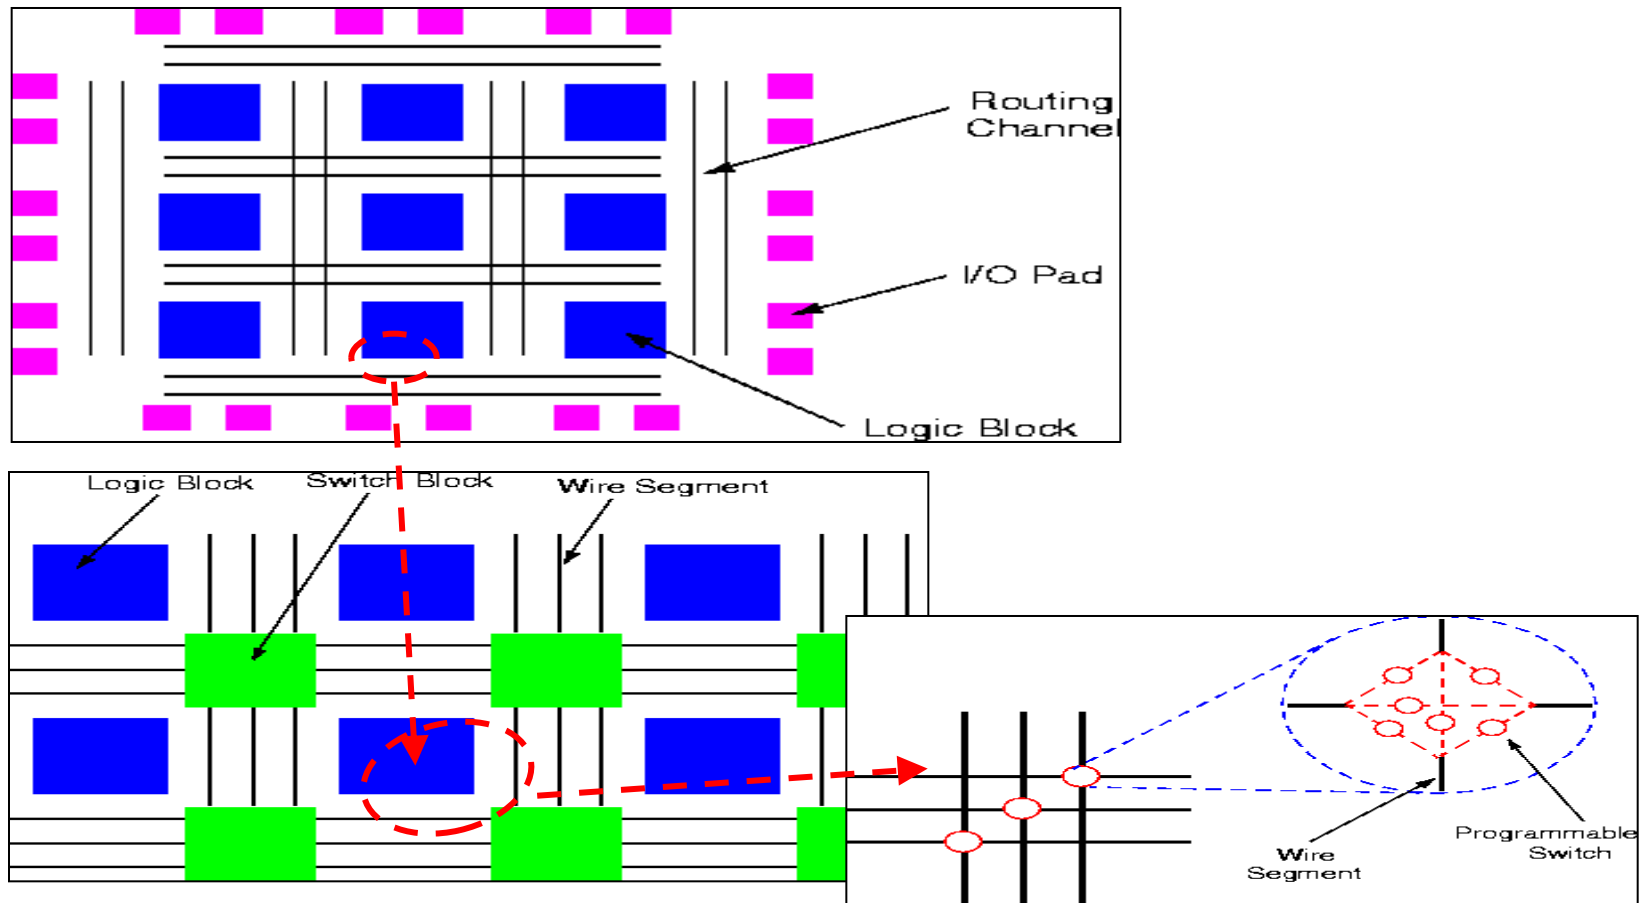 Routing
Channel
I/O Pad
Logic Block
Logic Block
Switch Block
Wire Segment
Programmable
Switch
Wire
Segment